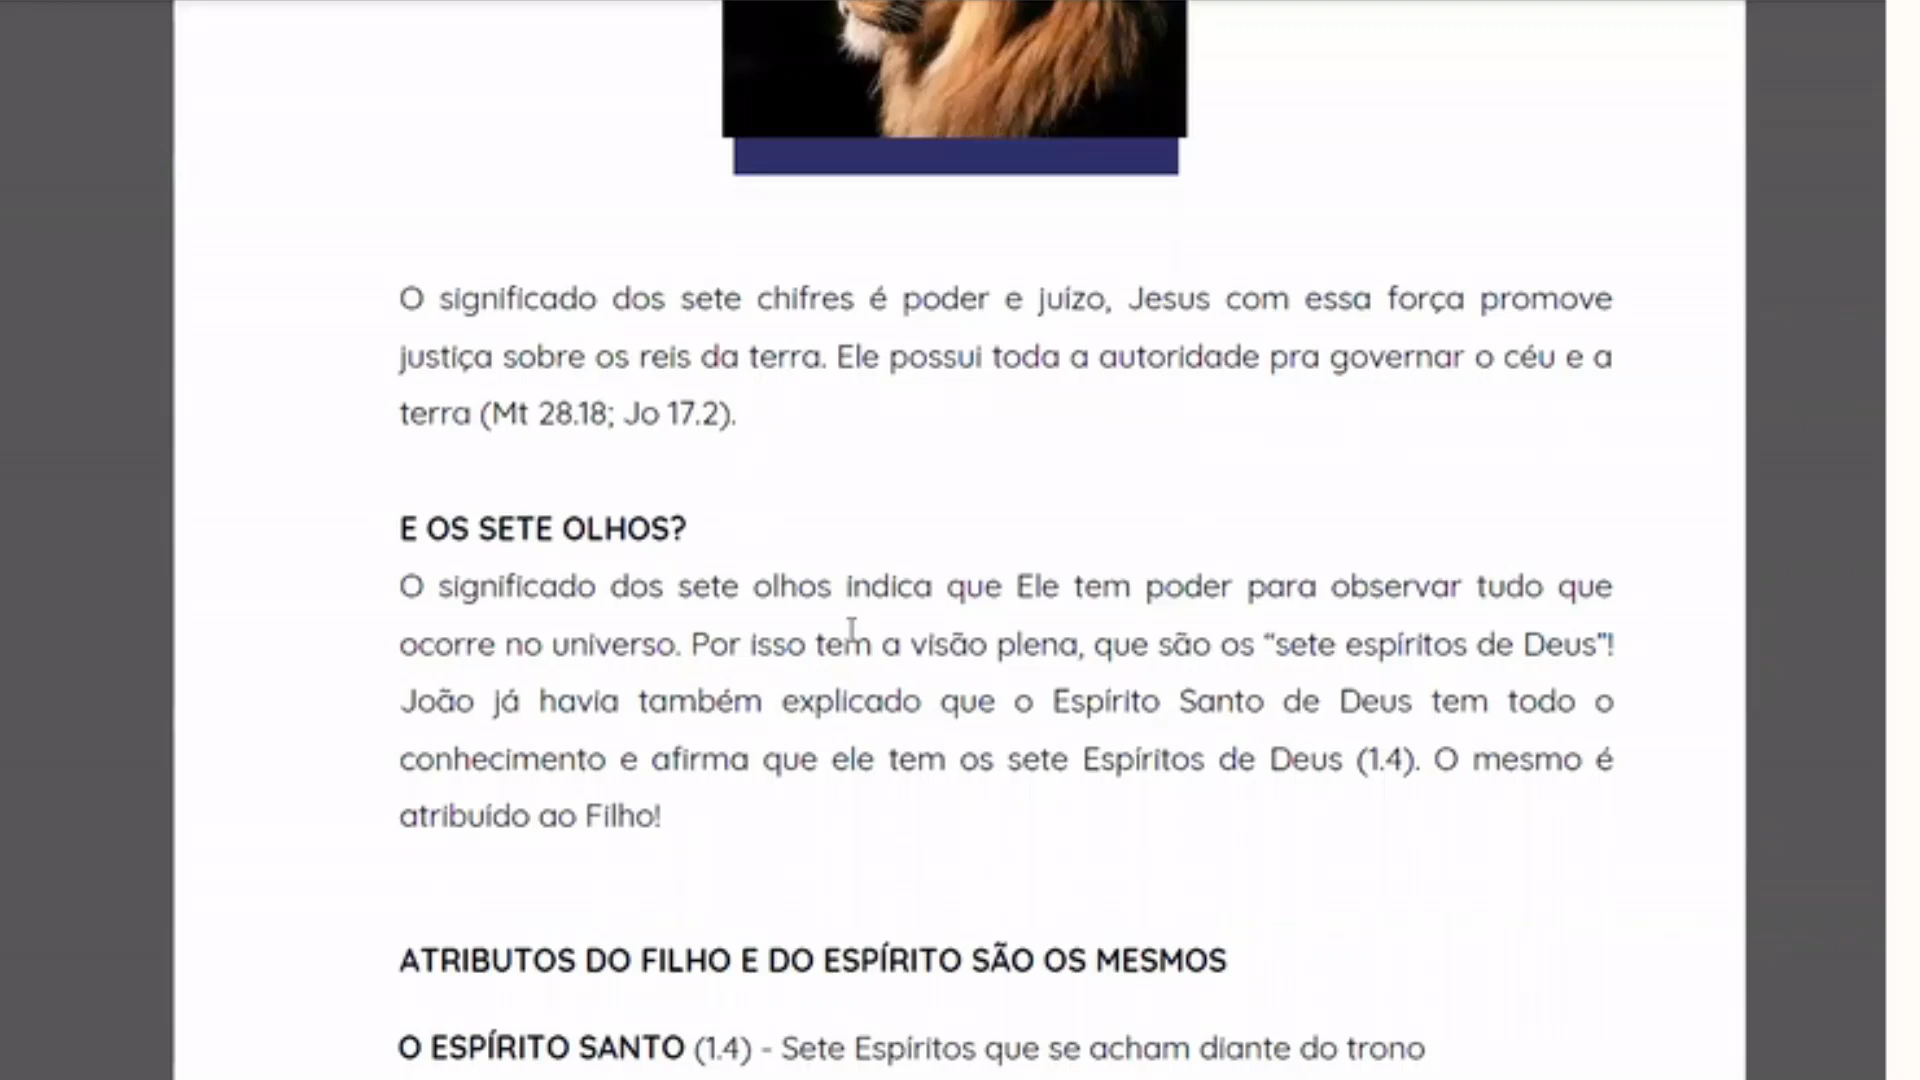 O significado dos sete chifres é poder e juízo, Jesus com essa força promove
justiça sobre os reis da terra. Ele possui toda a autoridade pra governar o céu e a
terra (Mt 28.18; Jo 17.2).
E OS SETE OLHOS?
O significado dos sete olhos indica que Ele tem poder para observar tudo que
ocorre no universo. Por isso tem a visão plena, que são os “sete espíritos de Deus”!
João já havia também explicado que o Espírito Santo de Deus tem todo o
conhecimento e afirma que ele tem os sete Espíritos de Deus (1.4). O mesmo é
atribuído ao Filho!
ATRIBUTOS DO FILHO E DO ESPÍRITO SÃO OS MESMOS
O ESPÍRITO SANTO (1.4) - Sete Espíritos que se acham diante do trono